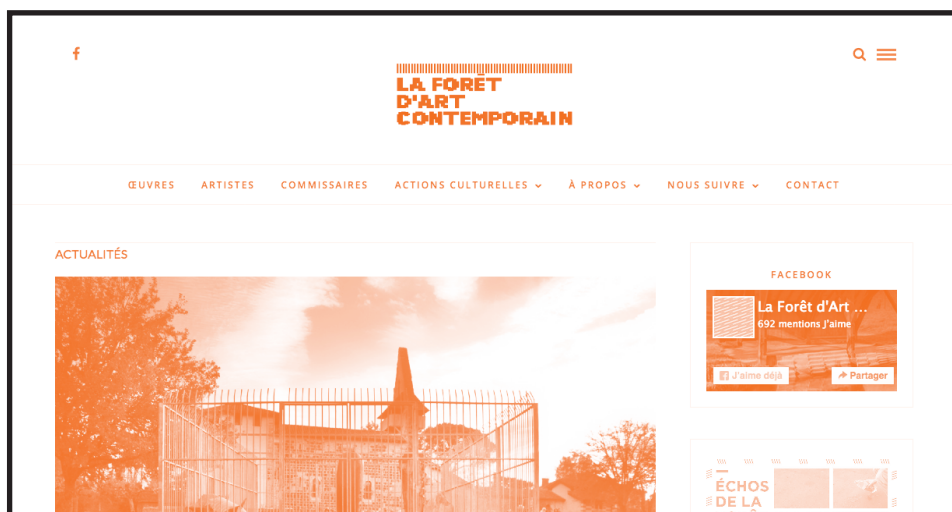 LA FORÊT
D'ART
CONTEMPORAIN
ŒUVRES ARTISTES COMMISSAIRES ACTIONS CULTURELLES À PROPOS NOUS SUIVRE CONTACT
ACTUALITÉS
FACEBOOK
La Forêt d'Art ...
692 mentions J'aime
J'aime déjà Partager
ÉCHOS
DE LA